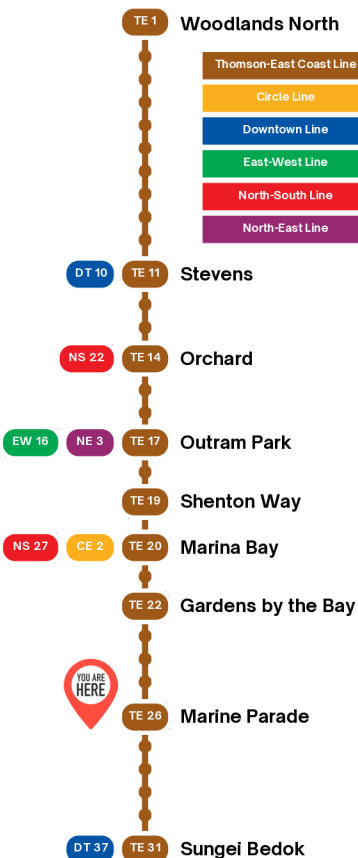 TE 1 Woodlands North
Thomson-East Coast Line
Circle Line
Downtown Line
East-West Line
North-South Line
North-East Line
DT 10 TE 11 Stevens
NS 22 TE 14 Orchard
EW 16 NE 3 TE 17 Outram Park
TE 19 Shenton Way
NS 27 CE 2 TE 20 Marina Bay
TE 22 Gardens by the Bay
YOU ARE
HERE
TE 26 Marine Parade
DT 37 TE 31 Sungei Bedok